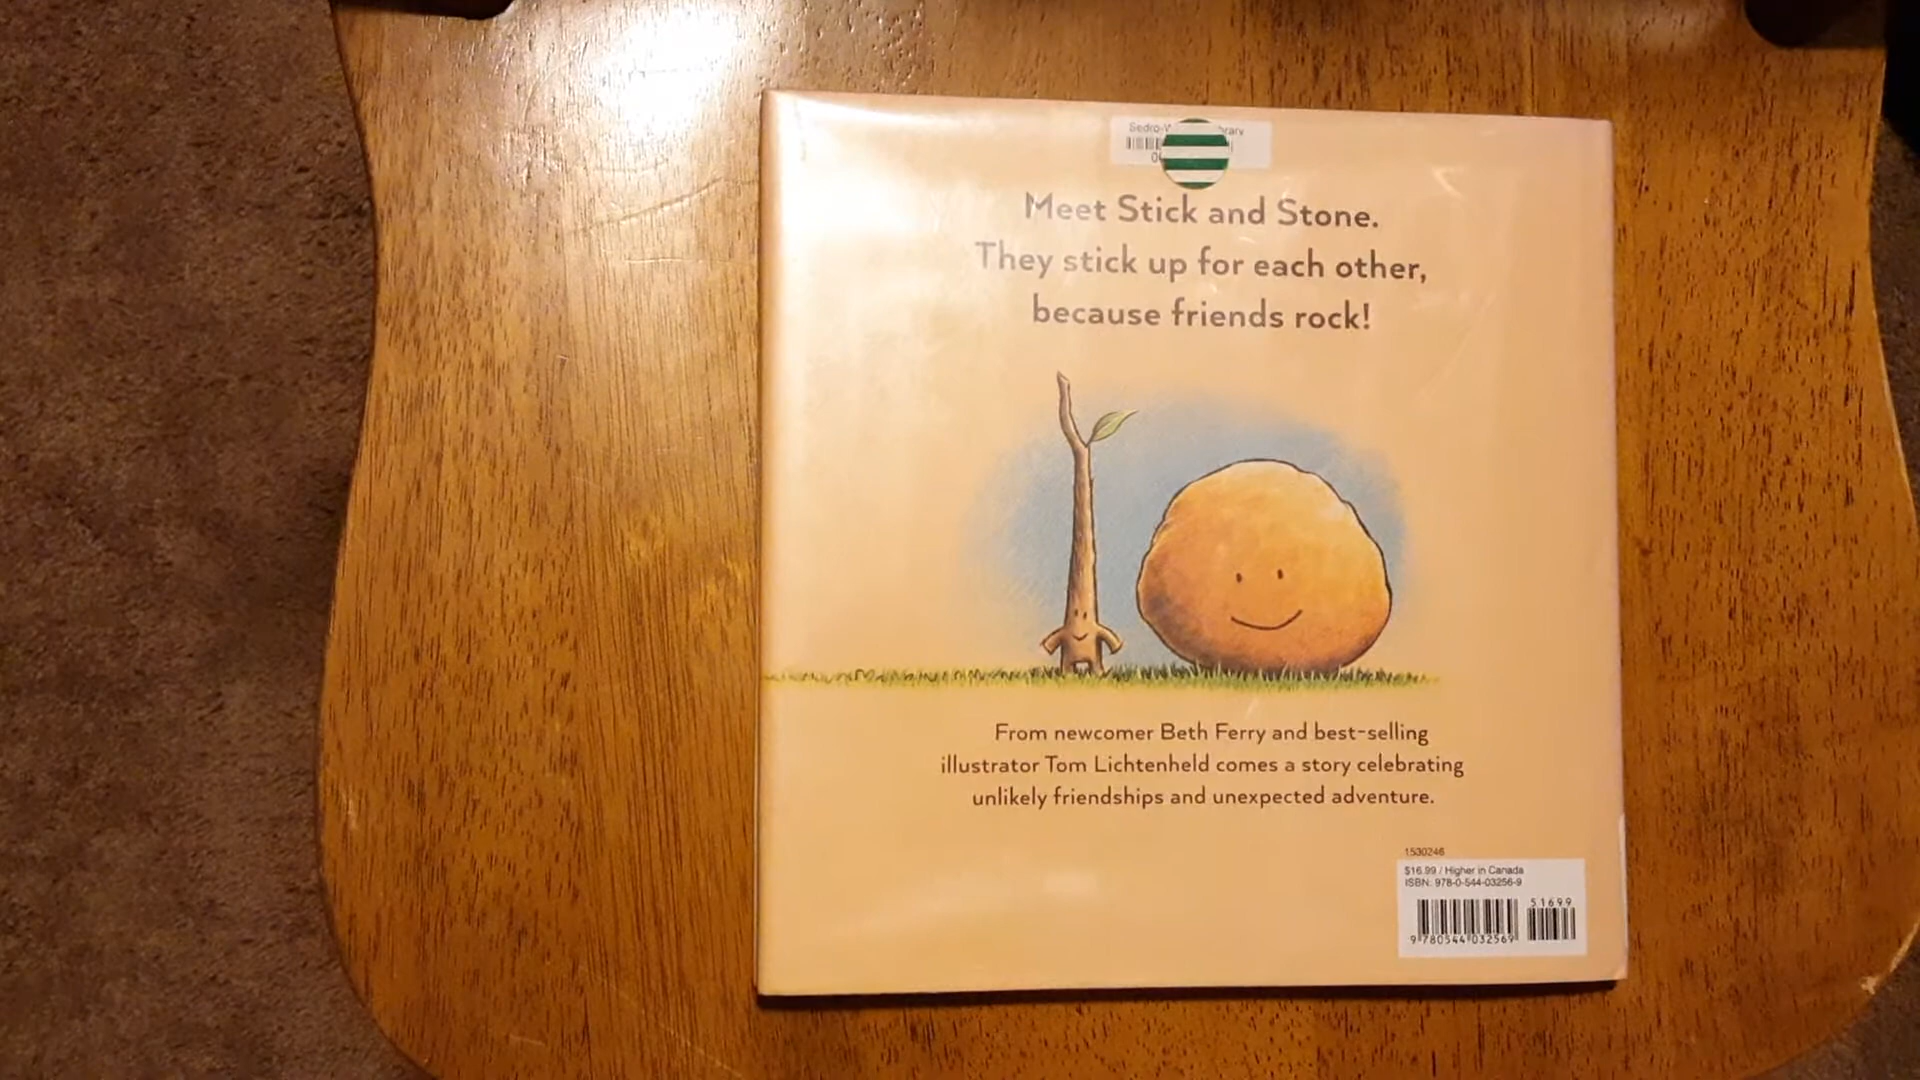 Sedro-
Meet Stick and Stone.
They stick up for each other,
because friends rock!
From newcomer Beth Ferry and best-selling
illustrator Tom Lichtenheld comes a story celebrating
unlikely friendships and unexpected adventure.
1530246
$16.99 / Higher in Canada
ISBN: 978-0-544-03256-9
51699
9 780544 032569